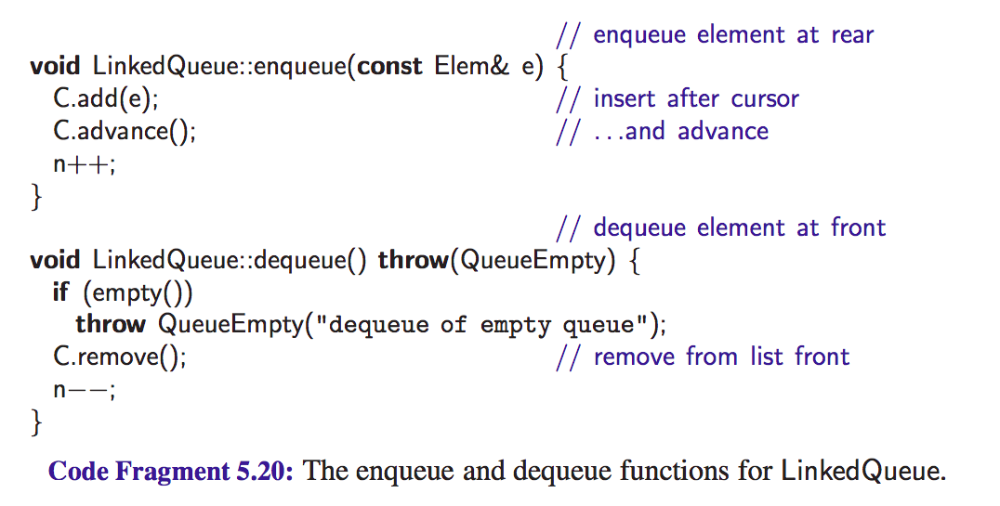 // enqueue element at rear
void LinkedQueue::enqueue(const Elem& e) {
C.add(e); // insert after cursor
C.advance(); // ...and advance
n++;
}
// dequeue element at front
void LinkedQueue::dequeue() throw(QueueEmpty) {
if (empty())
throw QueueEmpty("dequeue of empty queue");
C.remove(); // remove from list front
n−−;
}
Code Fragment 5.20: The enqueue and dequeue functions for LinkedQueue.